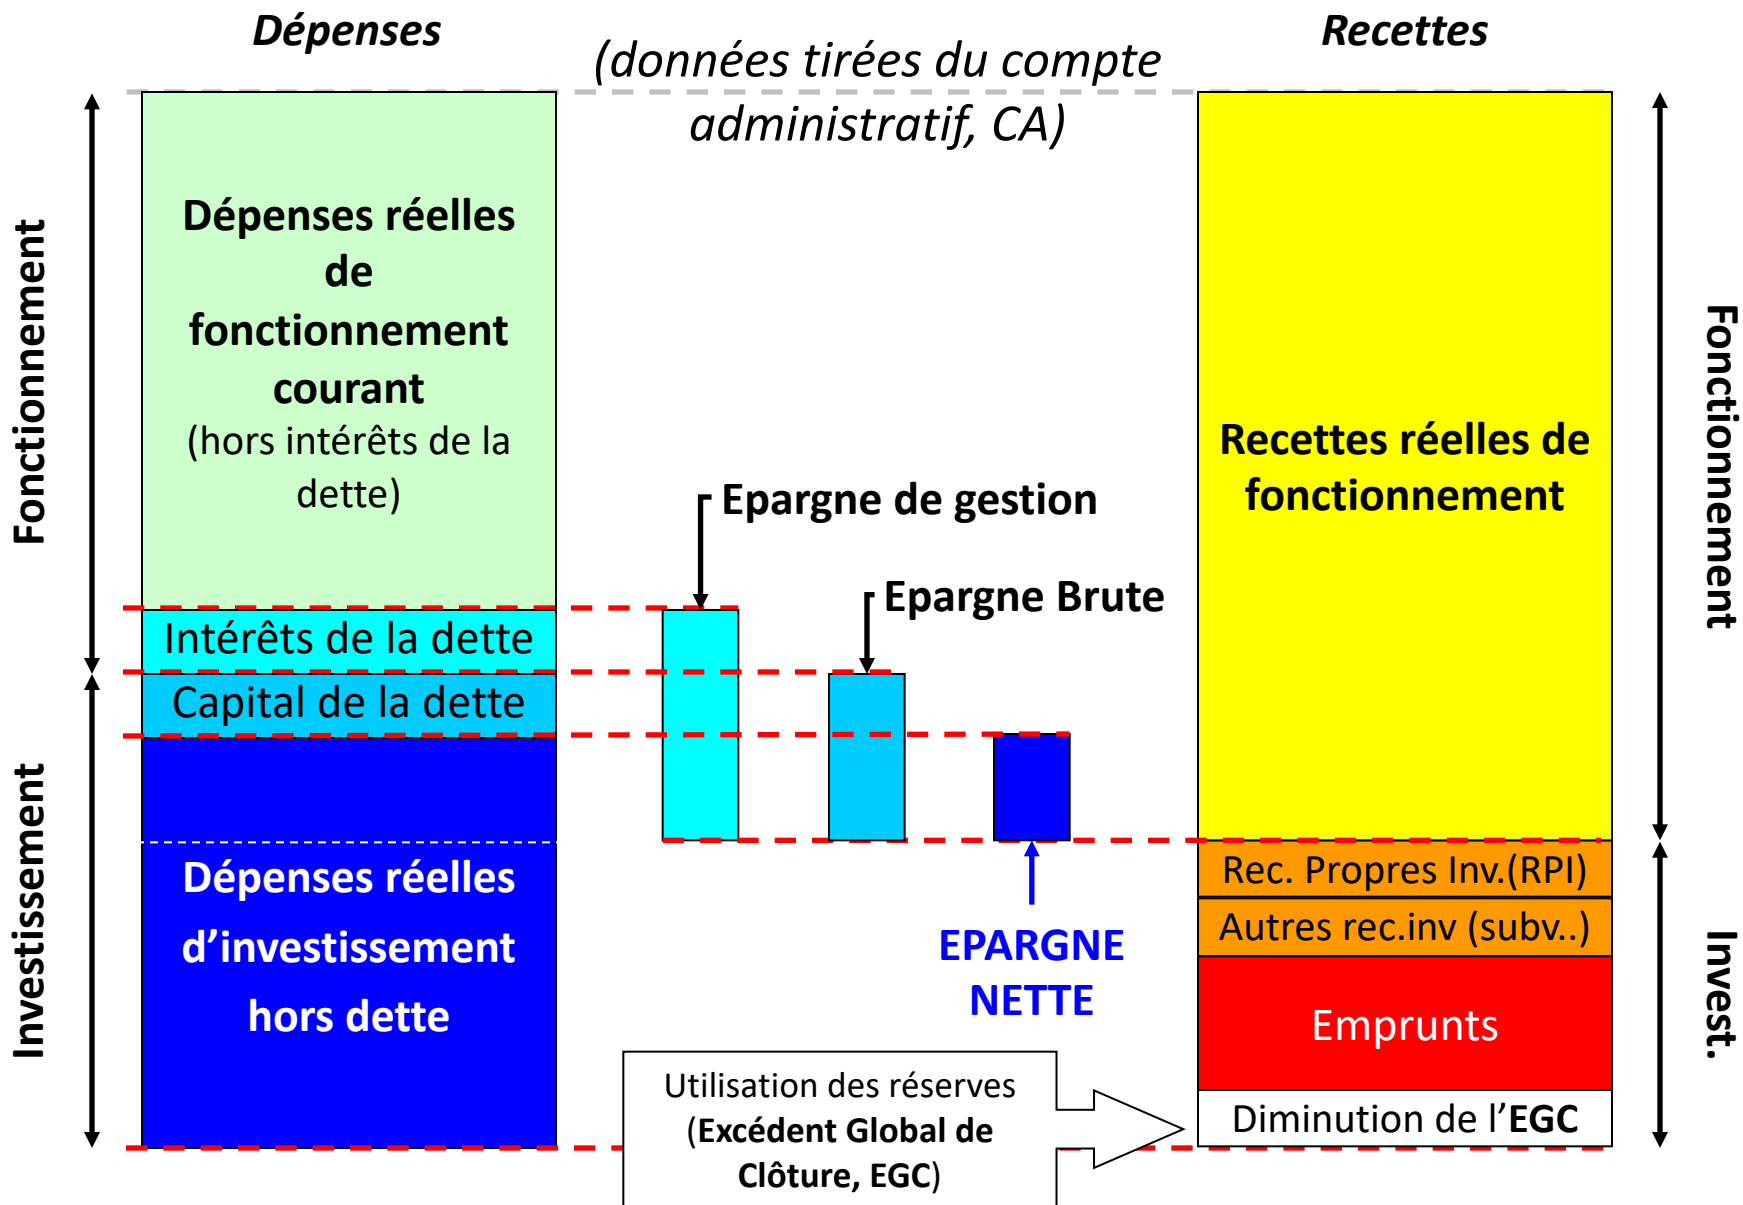 Dépenses
(données tirées du compte
administratif, CA)
Recettes
Fonctionnement
Investissement
Dépenses réelles
de
fonctionnement
courant
(hors intérêts de la
dette)
Intérêts de la dette
Capital de la dette
Dépenses réelles
d’investissement
hors dette
Epargne de gestion
Epargne Brute
EPARGNE
NETTE
Utilisation des réserves
(Excédent Global de
Clôture, EGC)
Recettes réelles de
fonctionnement
Rec. Propres Inv.(RPI)
Autres rec.inv (subv..)
Emprunts
Diminution de l’EGC
Fonctionnement
Invest.